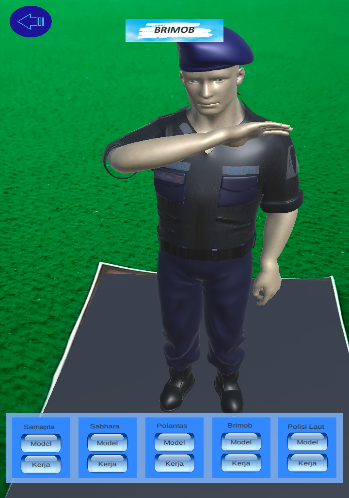 BRIMOB
Samapta Sabhara Polantas Brimob Polisi Laut
Model Model Model Model Model
Kerja Kerja Kerja Kerja Kerja